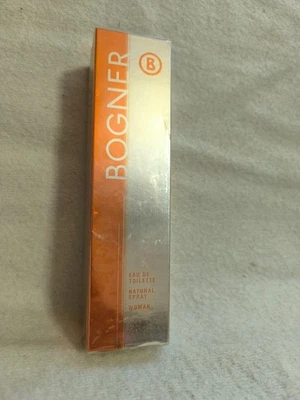 BOGNER
B
EAU DE
TOILETTE
NATURAL
SPRAY
WOMAN